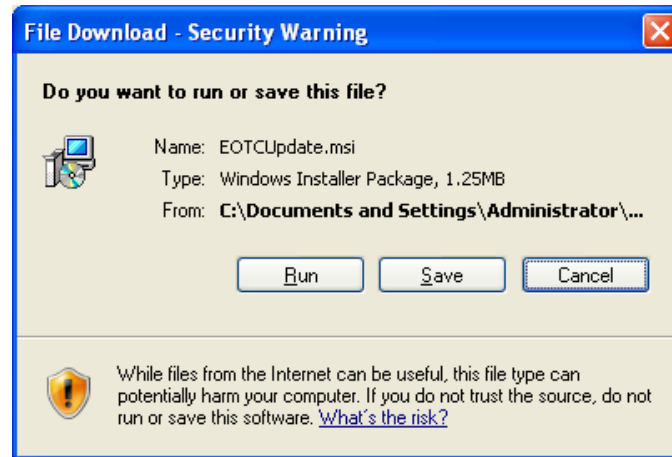 File Download - Security Warning
Do you want to run or save this file?
Name: EOTCUpdate.msi
Type: Windows Installer Package, 1.25MB
From: C:\Documents and Settings\Administrator\...
Run Save Cancel
While files from the Internet can be useful, this file type can
potentially harm your computer. If you do not trust the source, do not
run or save this software. What's the risk?